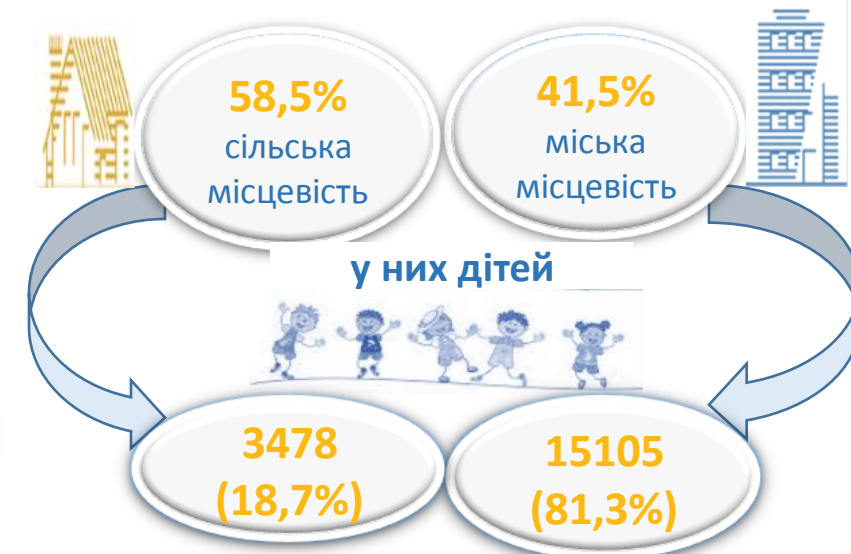 58,5%
сільська
місцевість
41,5%
міська
місцевість
у них дітей
3478
(18,7%)
15105
(81,3%)